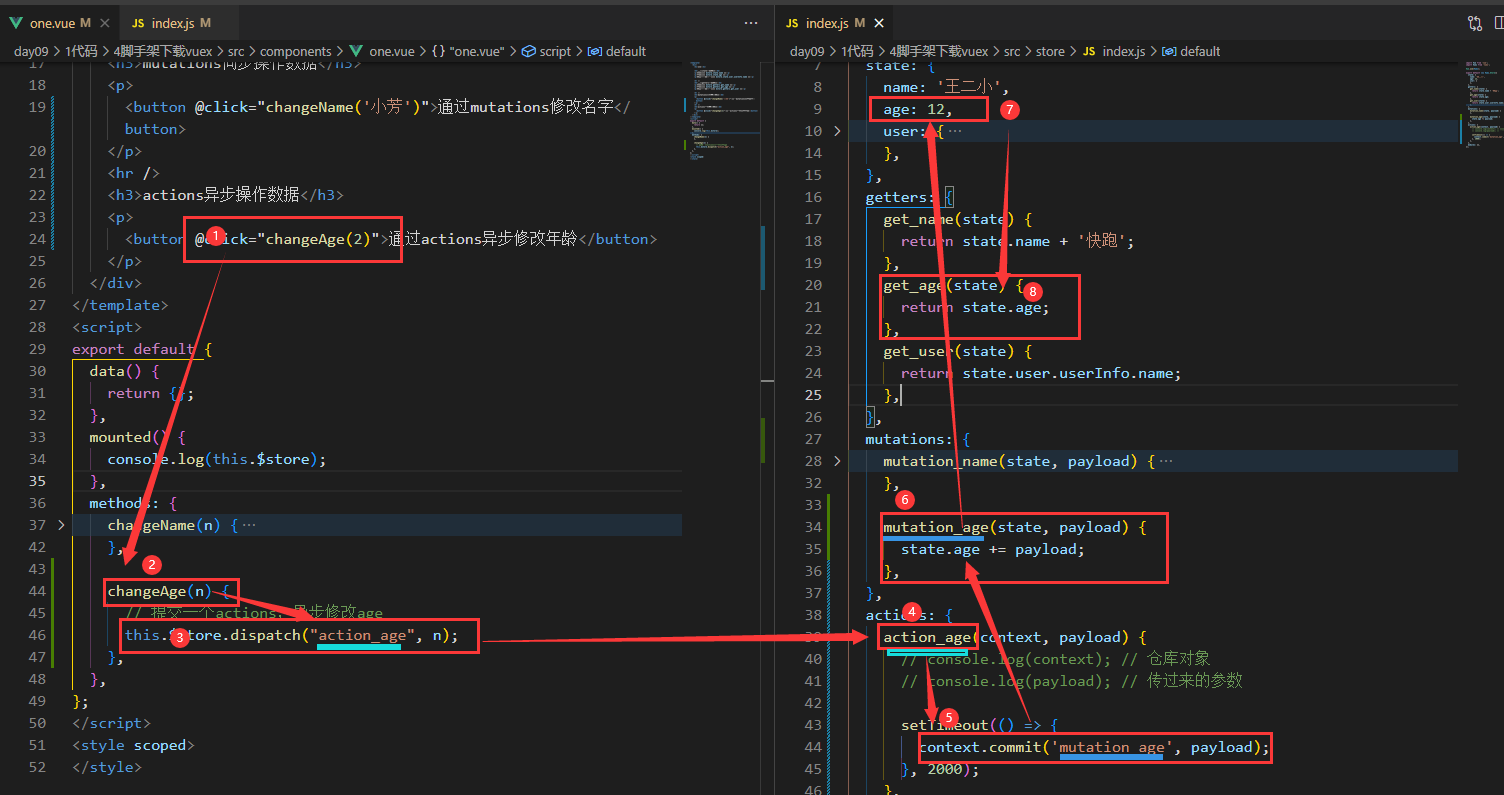 one.vue M
JS index.js M
day09 > 1代码 > 4脚手架下载vuex > src > components > one.vue > {} "one.vue" > script > default
17 <h3>mutations同步操作数据</h3>
18 <p>
19 <button @click="changeName('小芳')">通过mutations修改名字</
button>
20 </p>
21 <hr />
22 <h3>actions异步操作数据</h3>
23 <p>
24 <button @click="changeAge(2)">通过actions异步修改年龄</button>
1
25 </p>
26 </div>
27 </template>
28 <script>
29 export default {
30 data() {
31 return {};
32 },
33 mounted() {
34 console.log(this.$store);
35 },
36 methods: {
37 changeName(n) { ···
42 },
43
2
44 changeAge(n) {
45 // 提交一个actions，异步修改age
46 this.$store.dispatch("action_age", n);
3
47 },
48 },
49 };
50 </script>
51 <style scoped>
52 </style>
JS index.js M
day09 > 1代码 > 4脚手架下载vuex > src > store > JS index.js > default
7 state: {
8 name: '王二小',
9 age: 12,
7
10 user: { ···
14 },
15 },
16 getters: {
17 get_name(state) {
18 return state.name + '快跑';
19 },
20 get_age(state) {
8
21 return state.age;
22 },
23 get_user(state) {
24 return state.user.userInfo.name;
25 },
26 },
27 mutations: {
28 mutation_name(state, payload) { ···
32 },
33
6
34 mutation_age(state, payload) {
35 state.age += payload;
36 },
37 },
38 actions: {
4
39 action_age(context, payload) {
40 // console.log(context); // 仓库对象
41 // console.log(payload); // 传过来的参数
42
43 setTimeout(() => {
5
44 context.commit('mutation_age', payload);
45 }, 2000);
46 },